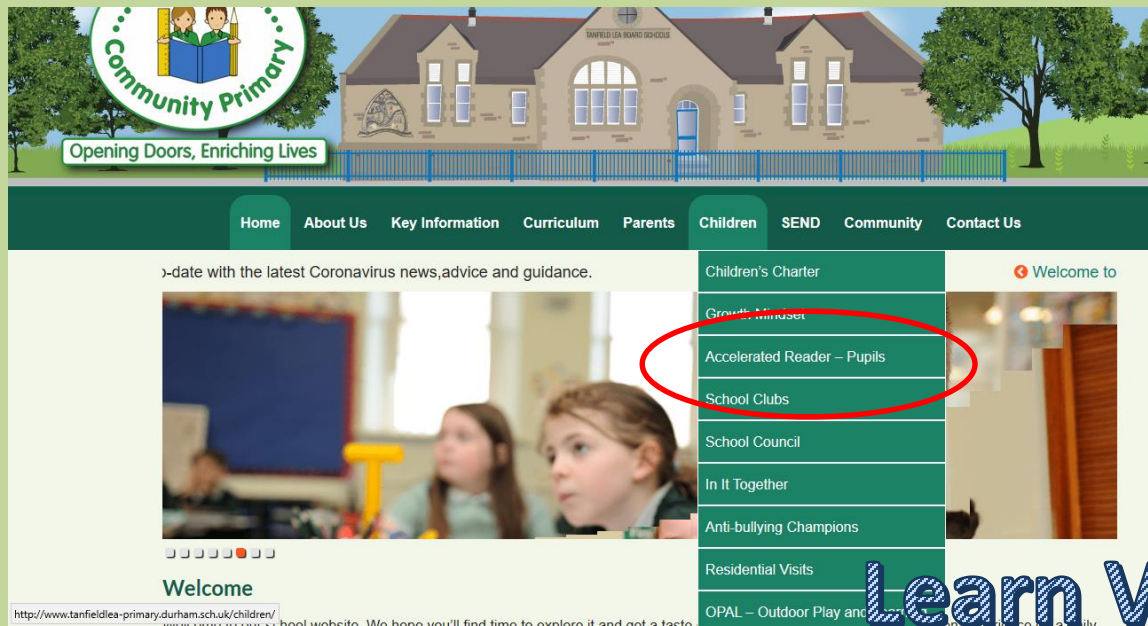 TANFIELD LEA BOARD SCHOOLS
Community Primary
Opening Doors, Enriching Lives
Home About Us Key Information Curriculum Parents Children SEND Community Contact Us
-date with the latest Coronavirus news,advice and guidance.
Welcome to
Children's Charter
Growth Mindset
Accelerated Reader – Pupils
School Clubs
School Council
In It Together
Anti-bullying Champions
Residential Visits
OPAL – Outdoor Play and
Learn
Welcome
http://www.tanfieldlea-primary.durham.sch.uk/children/
school website. We hope you'll find time to explore it and get a taste